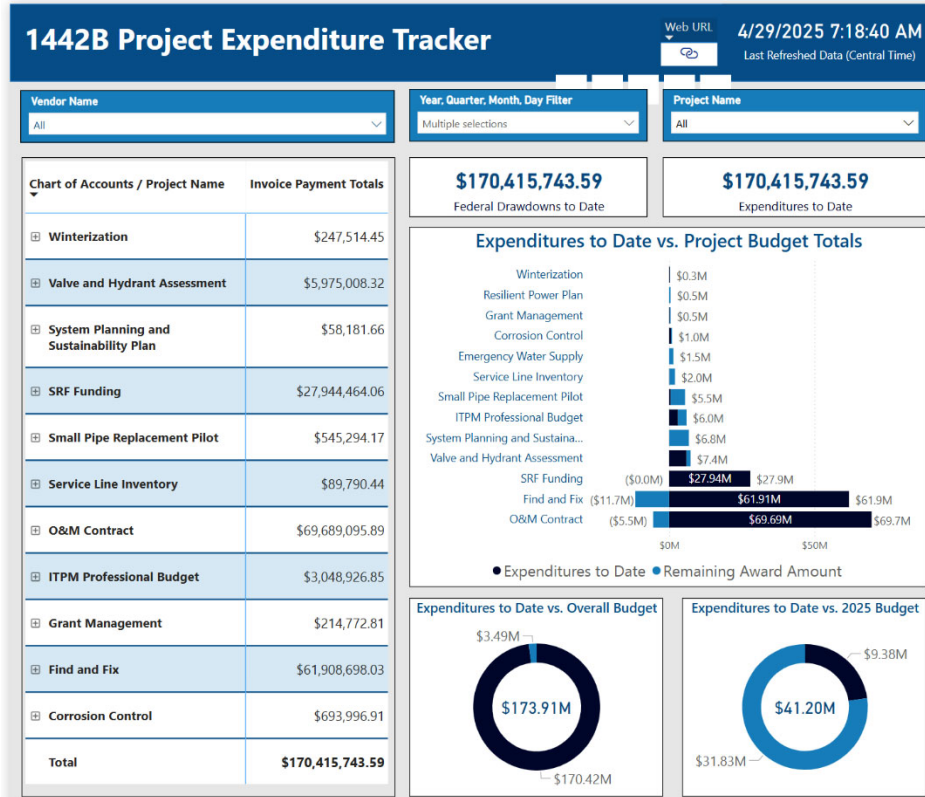 1442B Project Expenditure Tracker
Web URL
4/29/2025 7:18:40 AM
Last Refreshed Data (Central Time)
Vendor Name
All
Year, Quarter, Month, Day Filter
Multiple selections
Project Name
All
Chart of Accounts / Project Name Invoice Payment Totals
Winterization $247,514.45
Valve and Hydrant Assessment $5,975,008.32
System Planning and
Sustainability Plan $58,181.66
SRF Funding $27,944,464.06
Small Pipe Replacement Pilot $545,294.17
Service Line Inventory $89,790.44
O&M Contract $69,689,095.89
ITPM Professional Budget $3,048,926.85
Grant Management $214,772.81
Find and Fix $61,908,698.03
Corrosion Control $693,996.91
Total $170,415,743.59
$170,415,743.59
Federal Drawdowns to Date
$170,415,743.59
Expenditures to Date
Expenditures to Date vs. Project Budget Totals
Winterization $0.3M
Resilient Power Plan $0.5M
Grant Management $0.5M
Corrosion Control $1.0M
Emergency Water Supply $1.5M
Service Line Inventory $2.0M
Small Pipe Replacement Pilot $5.5M
ITPM Professional Budget $6.0M
System Planning and Sustaina... $6.8M
Valve and Hydrant Assessment $7.4M
SRF Funding ($0.0M) $27.94M $27.9M
Find and Fix ($11.7M) $61.91M $61.9M
O&M Contract ($5.5M) $69.69M $69.7M
$0M $50M
Expenditures to Date Remaining Award Amount
Expenditures to Date vs. Overall Budget
$3.49M
$173.91M
$170.42M
Expenditures to Date vs. 2025 Budget
$9.38M
$41.20M
$31.83M